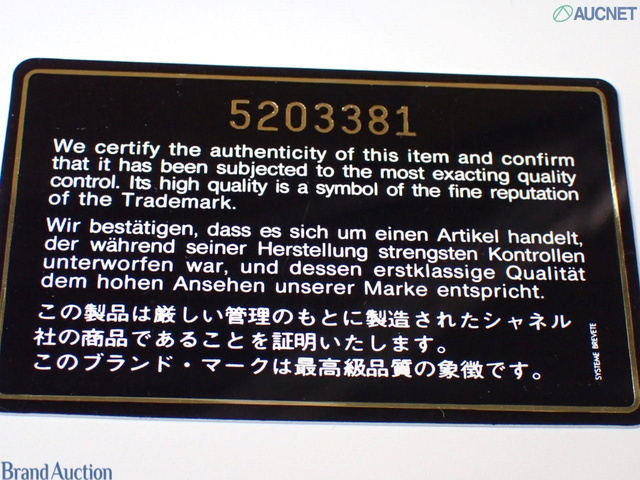 AUCNET
5203381
We certify the authenticity of this item and confirm
that it has been subjected to the most exacting quality
control. Its high quality is a symbol of the fine reputation
of the Trademark.
Wir bestätigen, dass es sich um einen Artikel handelt,
der während seiner Herstellung strengsten Kontrollen
unterworfen war, und dessen erstklassige Qualität
dem hohen Ansehen unserer Marke entspricht.
この製品は厳しい管理のもとに製造されたシャネル
社の商品であることを証明いたします。
このブランド・マークは最高級品質の象徴です。
SYSTEME BREVETE
Brand Auction